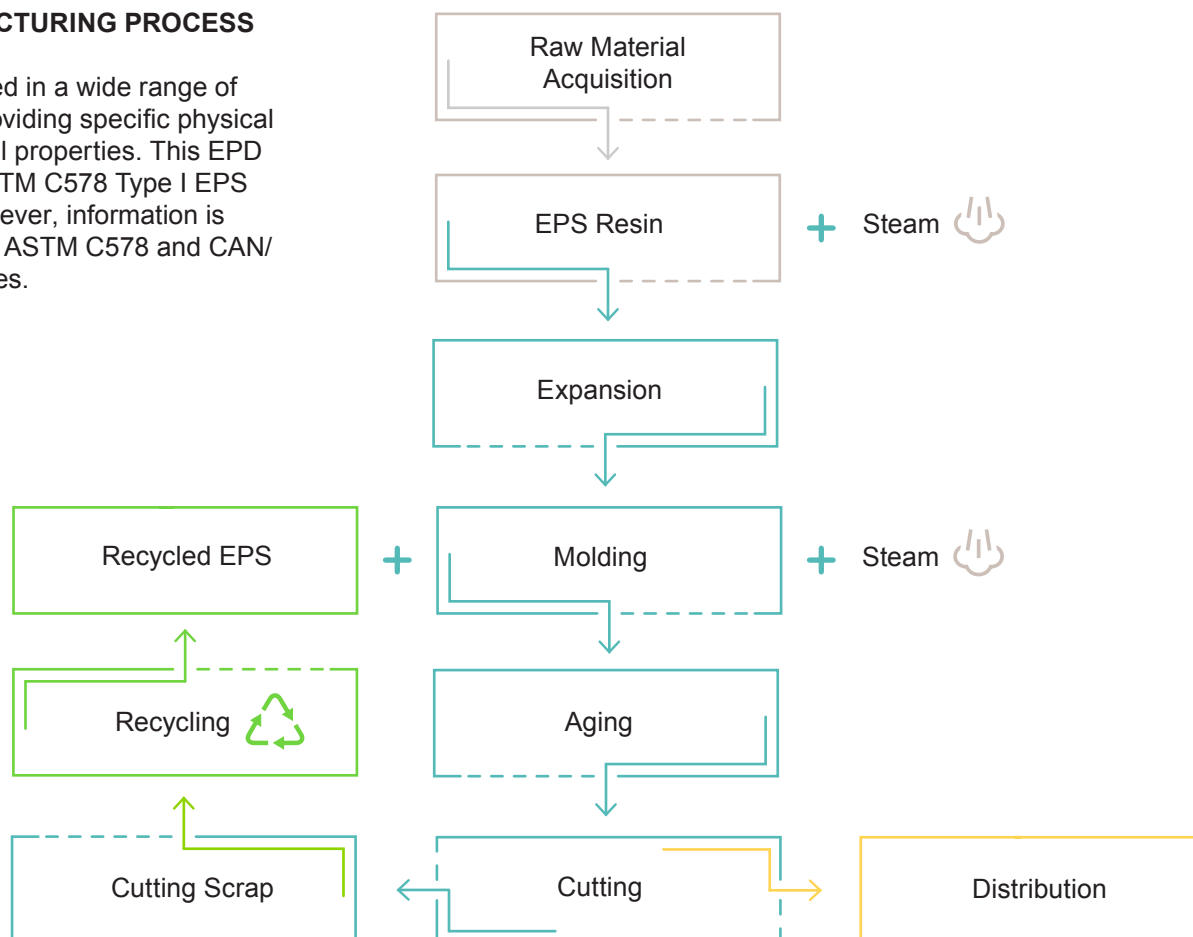 CTURING PROCESS
ed in a wide range of
oviding specific physical
l properties. This EPD
STM C578 Type I EPS
ever, information is
ASTM C578 and CAN/
es.
Raw Material
Acquisition
EPS Resin
+
Steam
Expansion
Recycled EPS
+
Molding
+
Steam
Recycling
Aging
Cutting Scrap
Cutting
Distribution